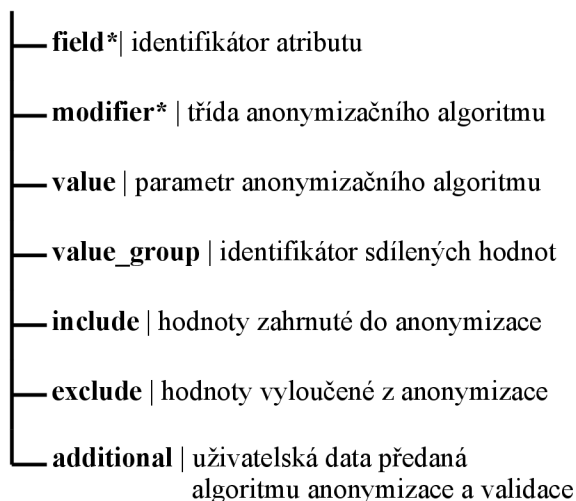 field*| identifikátor atributu
modifier* | třída anonymizačního algoritmu
value | parametr anonymizačního algoritmu
value_group | identifikátor sdílených hodnot
include | hodnoty zahrnuté do anonymizace
exclude | hodnoty vyloučené z anonymizace
additional | uživatelská data předaná
algoritmu anonymizace a validace